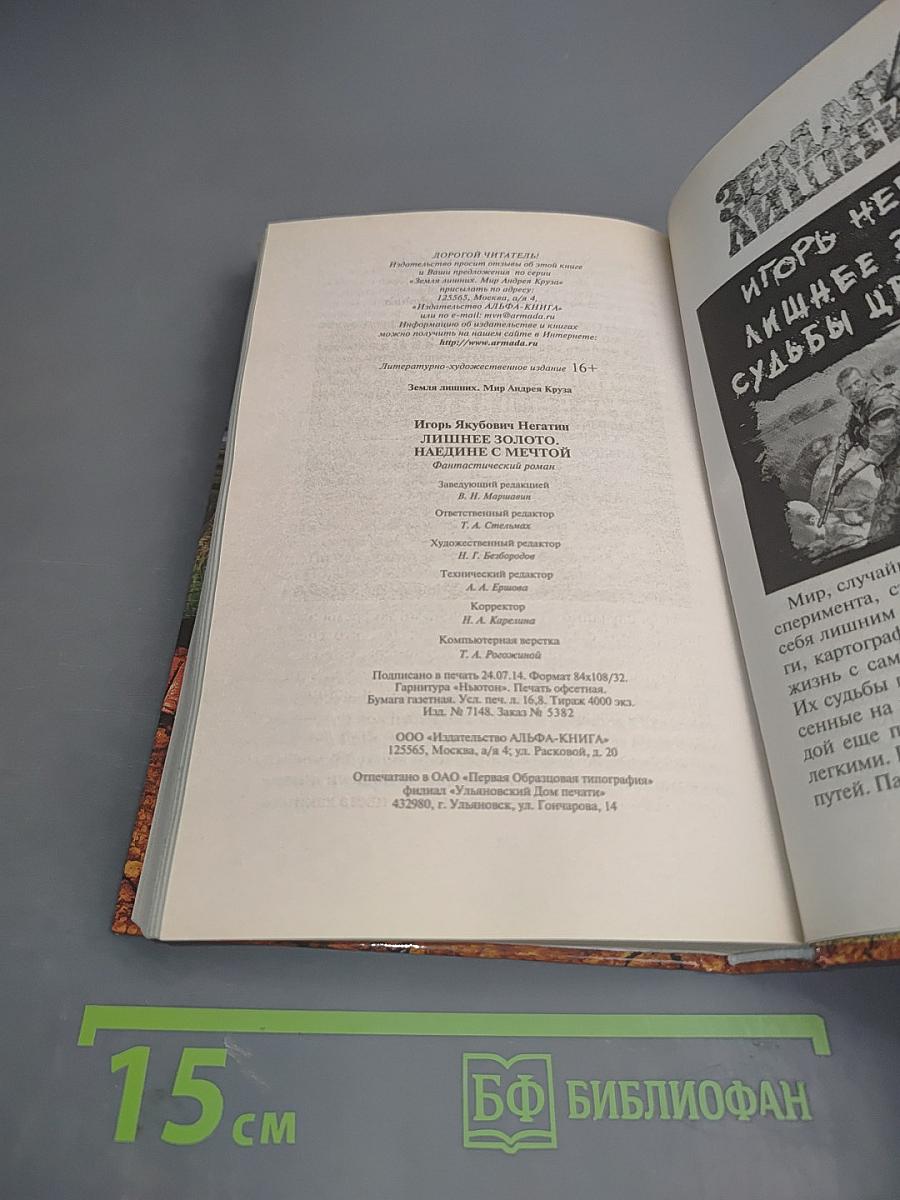 ДОРОГОЙ ЧИТАТЕЛЬ!
Издательство просит отзывы об этой книге
и Ваши предложения по серии
«Земля лишних. Мир Андрея Круза»
присылать по адресу:
125565, Москва, а/я 4,
«Издательство АЛЬФА-КНИГА»
или по e-mail: mvn@armada.ru
Информацию об издательстве и книгах
можно получить на нашем сайте в Интернете:
http://www.armada.ru
Литературно-художественное издание 16+
Земля лишних. Мир Андрея Круза
Игорь Якубович Негатин
ЛИШНЕЕ ЗОЛОТО.
НАЕДИНЕ С МЕЧТОЙ
Фантастический роман
Заведующий редакцией
В. Н. Маршавин
Ответственный редактор
Т. А. Стельмах
Художественный редактор
Н. Г. Безбородов
Технический редактор
А. А. Ершова
Корректор
Н. А. Карелина
Компьютерная верстка
Т. А. Рогожиной
Подписано в печать 24.07.14. Формат 84х108/32.
Гарнитура «Ньютон». Печать офсетная.
Бумага газетная. Усл. печ. л. 16,8. Тираж 4000 экз.
Изд. № 7148. Заказ № 5382
ООО «Издательство АЛЬФА-КНИГА»
125565, Москва, а/я 4; ул. Расковой, д. 20
Отпечатано в ОАО «Первая Образцовая типография»
филиал «Ульяновский Дом печати»
432980, г. Ульяновск, ул. Гончарова, 14
ЗЕМЛЯ
ЛИШНИХ
ИГОРЬ НЕГ
ЛИШНЕЕ З
СУДЬБЫ
Мир, случай
сперимента, с
себя лишним
ги, картограф
жизнь с сам
Их судьбы
сенные на
дой еще п
легкими.
путей. Па
15 см
БФ БИБЛИОФАН